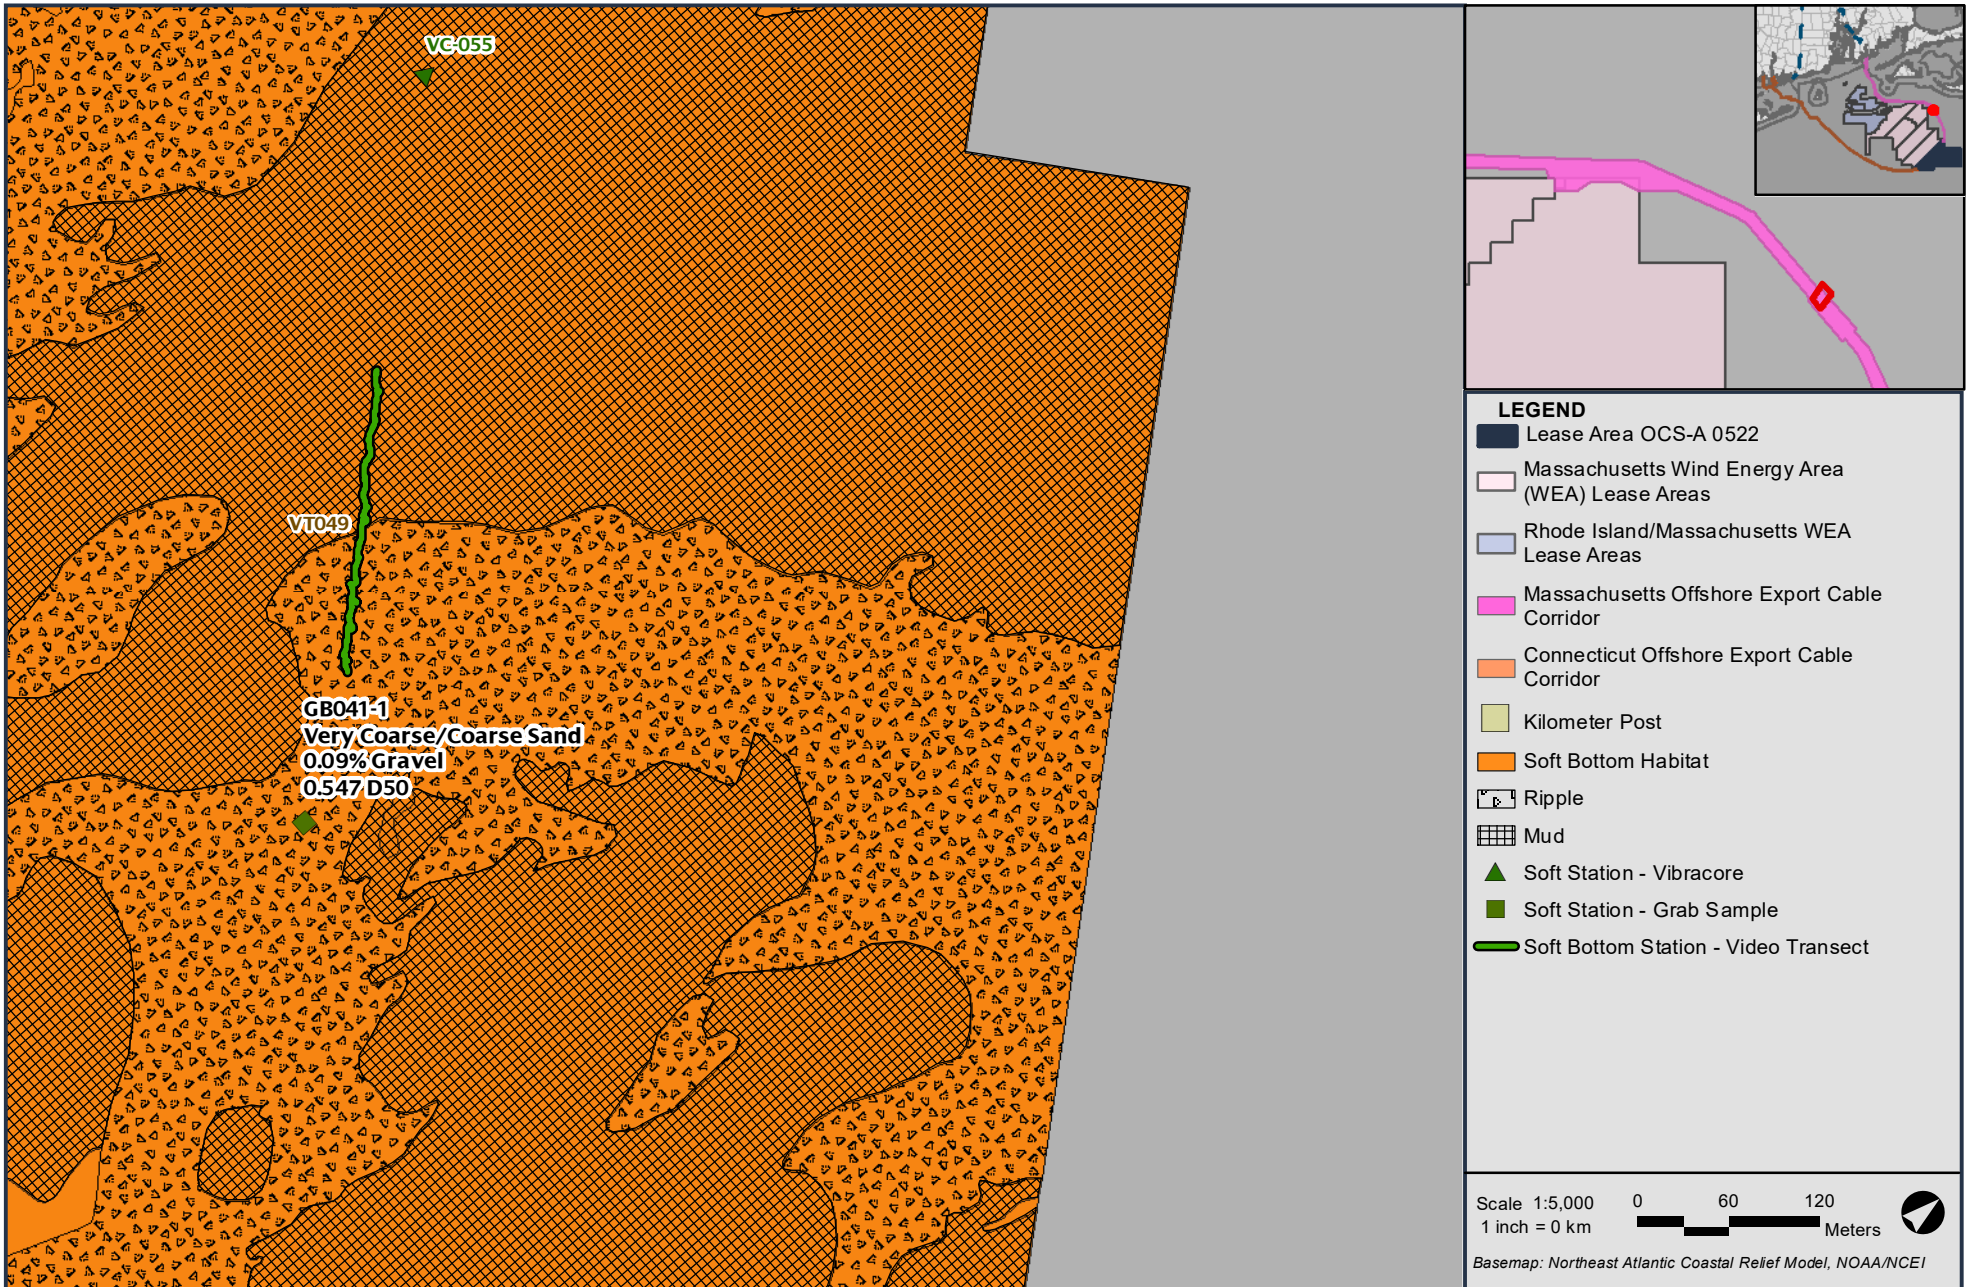 VC-055
VT049
GB041-1
Very Coarse/Coarse Sand
0.09% Gravel
0.547 D50
LEGEND
Lease Area OCS-A 0522
Massachusetts Wind Energy Area
(WEA) Lease Areas
Rhode Island/Massachusetts WEA
Lease Areas
Massachusetts Offshore Export Cable
Corridor
Connecticut Offshore Export Cable
Corridor
Kilometer Post
Soft Bottom Habitat
Ripple
Mud
Soft Station - Vibracore
Soft Station - Grab Sample
Soft Bottom Station - Video Transect
Scale 1:5,000
1 inch = 0 km
0 60 120
Meters
Basemap: Northeast Atlantic Coastal Relief Model, NOAA/NCEI